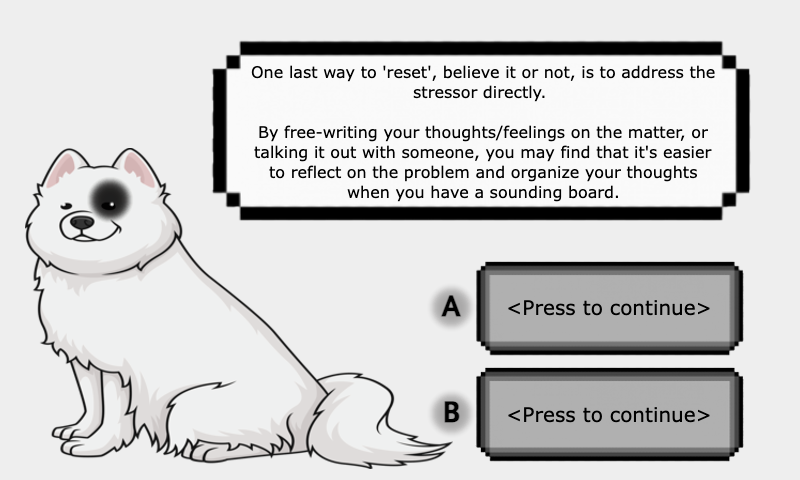 One last way to 'reset', believe it or not, is to address the
stressor directly.
By free-writing your thoughts/feelings on the matter, or
talking it out with someone, you may find that it's easier
to reflect on the problem and organize your thoughts
when you have a sounding board.
A <Press to continue>
B <Press to continue>